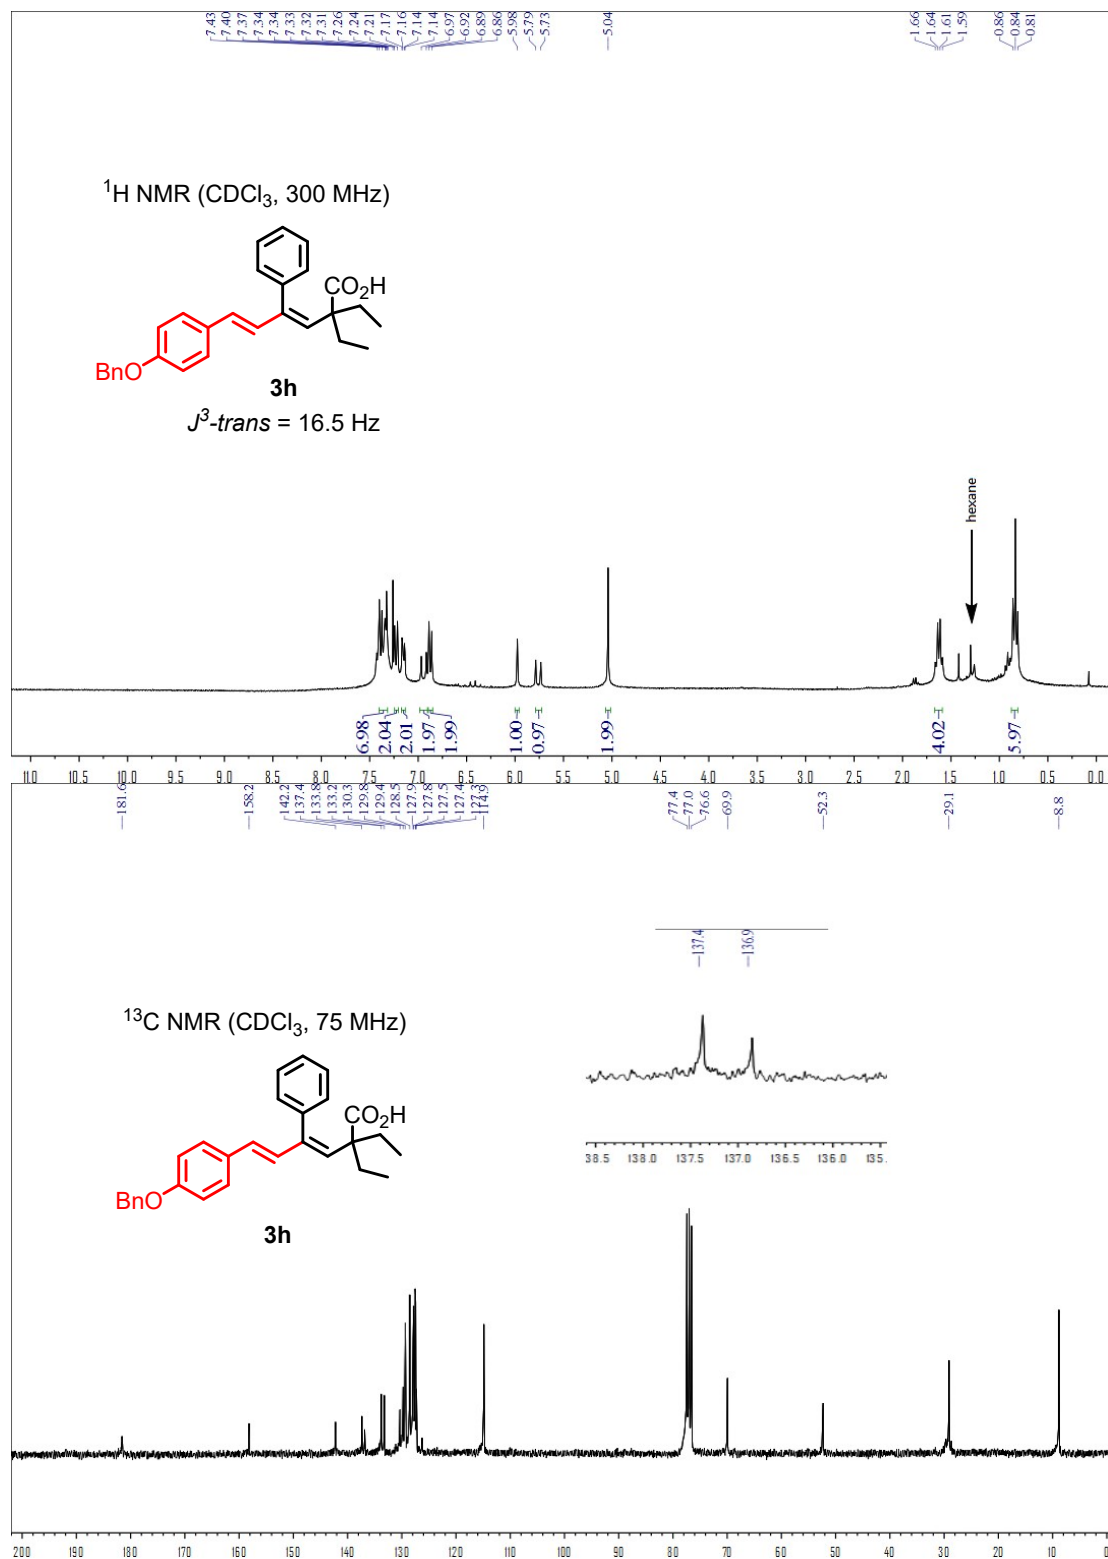 7.43 7.40 7.37 7.34 7.34 7.33 7.32 7.31 7.26 7.24 7.21 7.17 7.16 7.14 7.14 6.97 6.92 6.89 6.86 5.98 5.79 5.73 5.04 1.66 1.64 1.61 1.59 0.86 0.84 0.81
¹H NMR (CDCl₃, 300 MHz)
CO₂H
BnO
3h
J³-trans = 16.5 Hz
hexane
6.98 2.04 2.01 1.97 1.99 1.00 0.97 1.99 4.02 5.97
11.0 10.0 9.5 9.0 8.5 8.0 7.5 7.0 6.5 6.0 5.5 5.0 4.5 4.0 3.5 3.0 2.5 2.0 1.5 1.0 0.5 0.0
181.6 158.2 142.2 137.4 133.8 133.2 130.3 129.8 129.4 128.5 127.9 127.8 127.5 127.4 127.3 114.9 77.4 77.0 76.6 69.9 52.3 29.1 8.8
137.4 136.9
¹³C NMR (CDCl₃, 75 MHz)
CO₂H
BnO
3h
38.5 138.0 137.5 137.0 136.5 136.0 135.
200 190 180 170 160 150 140 130 120 110 100 90 80 70 60 50 40 30 20 10 0